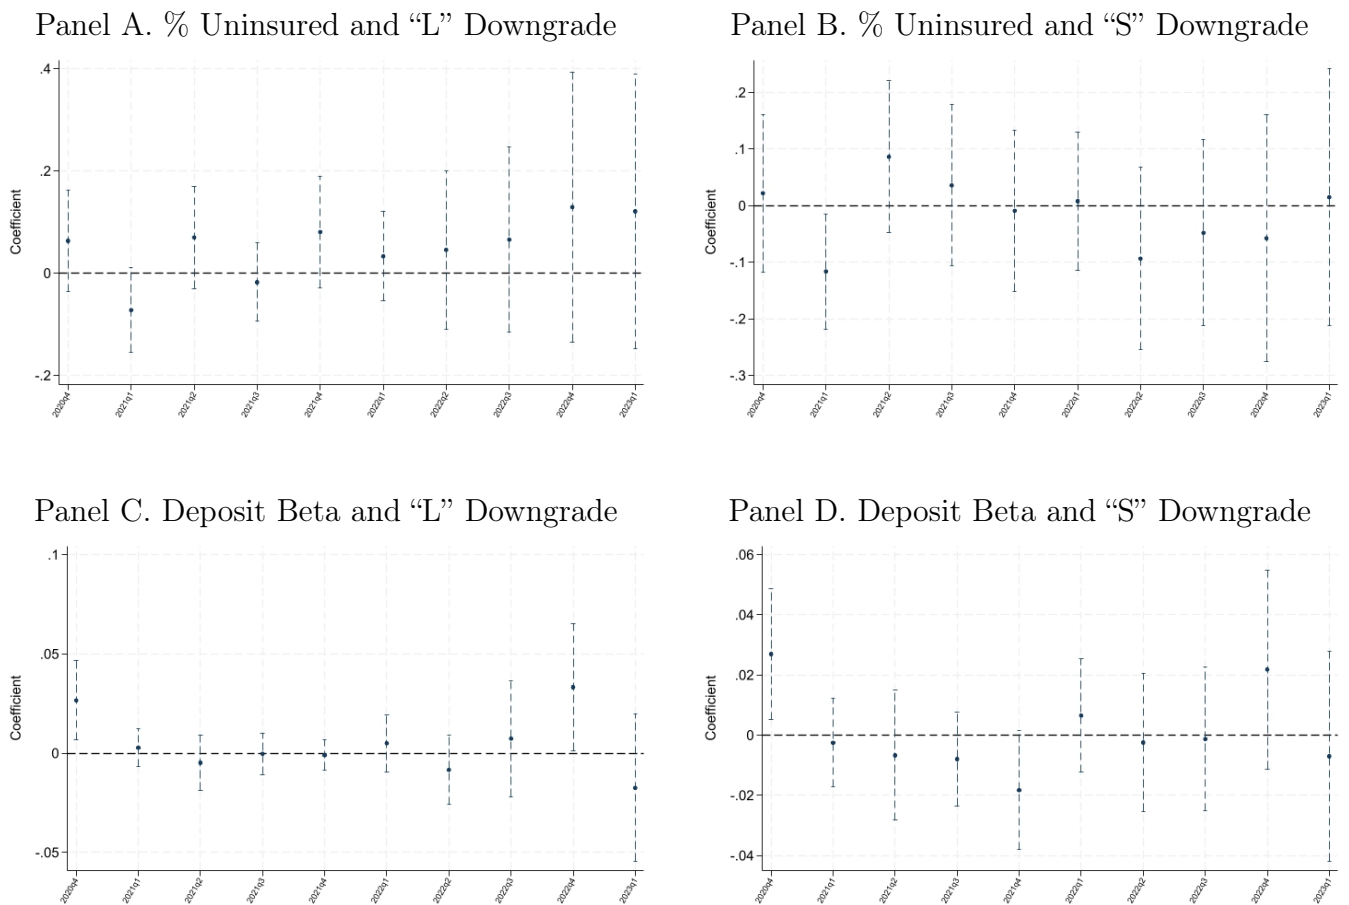 Panel A. % Uninsured and “L” Downgrade
Coefficient
.4
.2
0
-.2
2020q4 2021q1 2021q2 2021q3 2021q4 2022q1 2022q2 2022q3 2022q4 2023q1
Panel B. % Uninsured and “S” Downgrade
Coefficient
.2
.1
0
-.1
-.2
-.3
2020q4 2021q1 2021q2 2021q3 2021q4 2022q1 2022q2 2022q3 2022q4 2023q1
Panel C. Deposit Beta and “L” Downgrade
Coefficient
.1
.05
0
-.05
2020q4 2021q1 2021q2 2021q3 2021q4 2022q1 2022q2 2022q3 2022q4 2023q1
Panel D. Deposit Beta and “S” Downgrade
Coefficient
.06
.04
.02
0
-.02
-.04
2020q4 2021q1 2021q2 2021q3 2021q4 2022q1 2022q2 2022q3 2022q4 2023q1